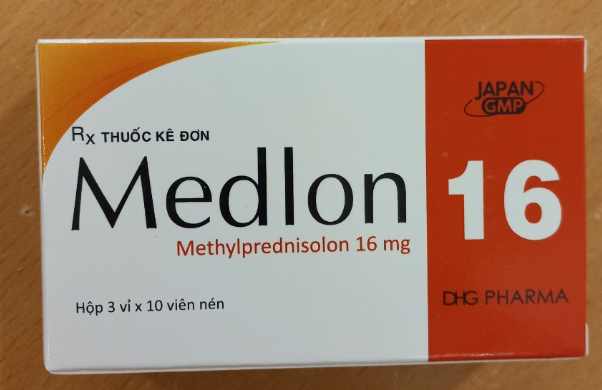 Rx THUỐC KÊ ĐƠN
Medlon
Methylprednisolon 16 mg
Hộp 3 vỉ x 10 viên nén
JAPAN
GMP
16
DHG PHARMA